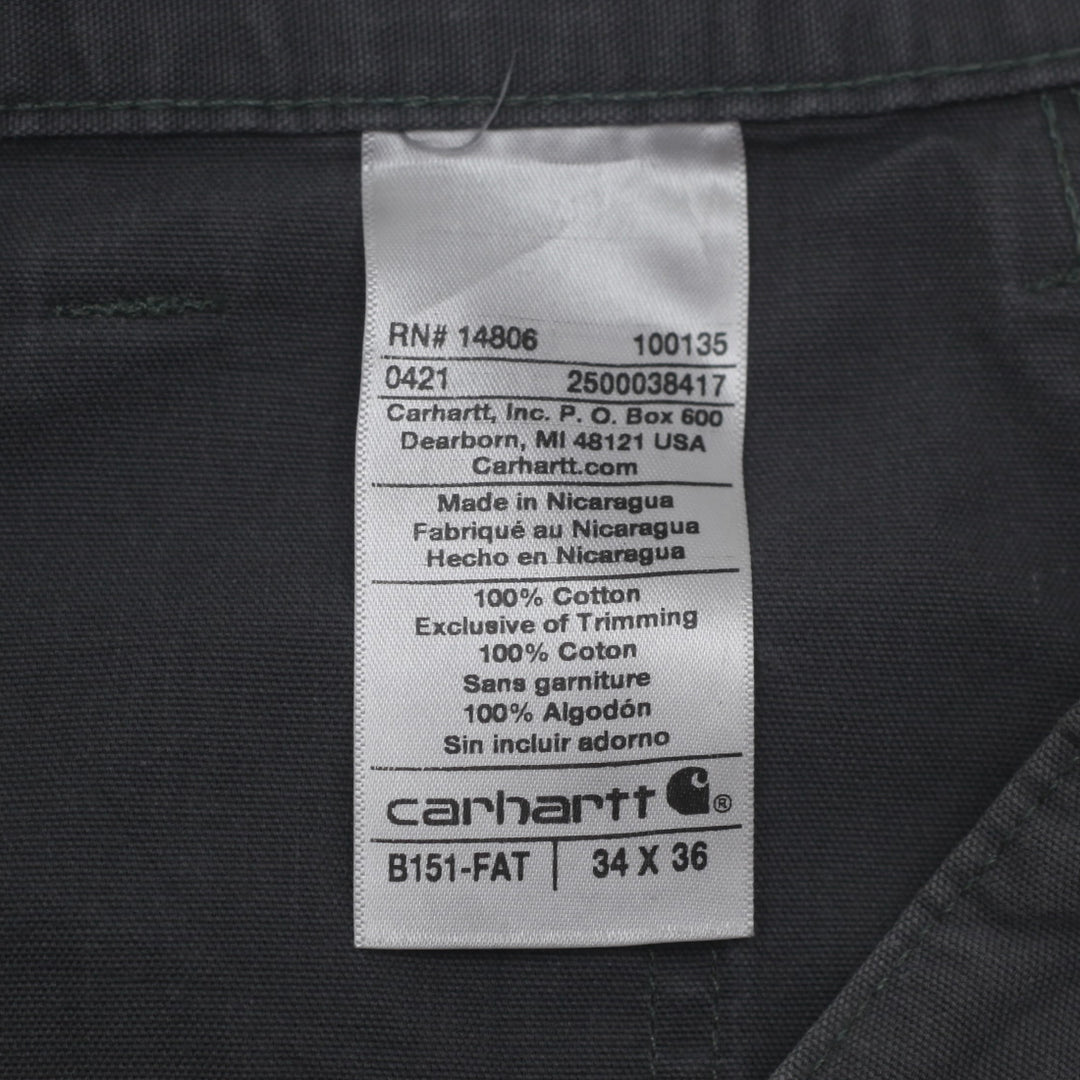 RN# 14806 100135
0421 2500038417
Carhartt, Inc. P. O. Box 600
Dearborn, MI 48121 USA
Carhartt.com
Made in Nicaragua
Fabriqué au Nicaragua
Hecho en Nicaragua
100% Cotton
Exclusive of Trimming
100% Coton
Sans garniture
100% Algodón
Sin incluir adorno
carhartt ®
B151-FAT | 34 X 36